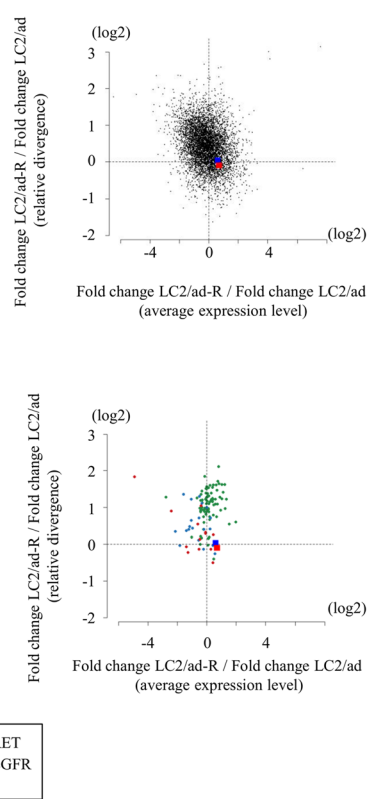 (log2)
Fold change LC2/ad-R / Fold change LC2/ad
(relative divergence)
3
2
1
0
-1
-2
(log2)
-4
0
4
Fold change LC2/ad-R / Fold change LC2/ad
(average expression level)
(log2)
Fold change LC2/ad-R / Fold change LC2/ad
(relative divergence)
3
2
1
0
-1
-2
(log2)
-4
0
4
Fold change LC2/ad-R / Fold change LC2/ad
(average expression level)
ET
GFR